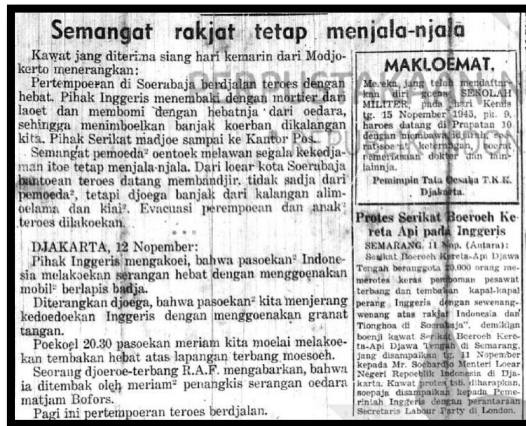 Semangat rakjat tetap menjala-njala
Kawat jang diterima siang hari kemarin dari Modjo-
kerto menerangkan:
Pertempoeran di Soerabaja berdjalan teroes dengan
hebat. Pihak Inggeris menembaki dengan mortier dari
laoet dan membomi dengan hebatnja dari oedara,
sehingga menimboelkan banjak koerban dikalangan
kita. Pihak Serikat madjoe sampai ke Kantor Pos.
Semangat pemoeda² oentoek melawan segala kekedja-
man itoe tetap menjala-njala. Dari loear kota Soerabaja
bantoean teroes datang membandjir. tidak sadja dari
pemoeda², tetapi djoega banjak dari kalangan alim-
oelama dan kiai². Evacuasi perempoean dan anak²
teroes dilakoekan.
DJAKARTA, 12 Nopember:
Pihak Inggeris mengakoei, bahwa pasoekan² Indone-
sia melakoekan serangan hebat dengan menggoenakan
mobil² berlapis badja.
Diterangkan djoega, bahwa pasoekan² kita menjerang
kedoedoekan Inggeris dengan menggoenakan granat
tangan.
Poekoel 20.30 pasoekan meriam kita moelai melakoe-
kan tembakan hebat atas lapangan terbang moesoeh.
Seorang djoeroe-terbang R.A.F. mengabarkan, bahwa
ia ditembak oleh meriam² penangkis serangan oedara
matjam Bofors.
Pagi ini pertempoeran teroes berdjalan.
MAKLOEMAT.
Mereka, jang telah mendaftar-
kan diri goena SEKOLAH
MILITER, pada hari Kemis
tg. 15 Nopember 1945, pk. 9,
haroes datang di Prapatan 10
dengan membawa
keterangan, soerat
pemeriksaan dokter dan lain-
lainnja.
Pemimpin Tata Oesaha T.K.R.
Djakarta.
Protes Serikat Boeroeh Ke-
reta Api pada Inggeris
SEMARANG, 11 Nop. (Antara):
Serikat Boeroeh Kereta-Api Djawa
Tengah beranggota 20.000 orang me-
merotes keras pemboman pesawat
terbang dan tembakan kapal-kapal
perang Inggeris dengan sewenang-
wenang atas rakjat Indonesia dan
Tionghoa di Soerabaja", demikian
boenji kawat Serikat Boeroeh Kere-
ta-Api Djawa Tengah di Semarang,
jang disampaikan tg. 11 Nopember
kepada Mr. Soebardjo Menteri Loear
Negeri Repoeblik Indonesia di Dja-
karta. Kawat protes tsb. diharapkan,
soepaja disampaikan kepada Peme-
rintah Inggeris dengan perantaraan
Secretaris Labour Party di London.